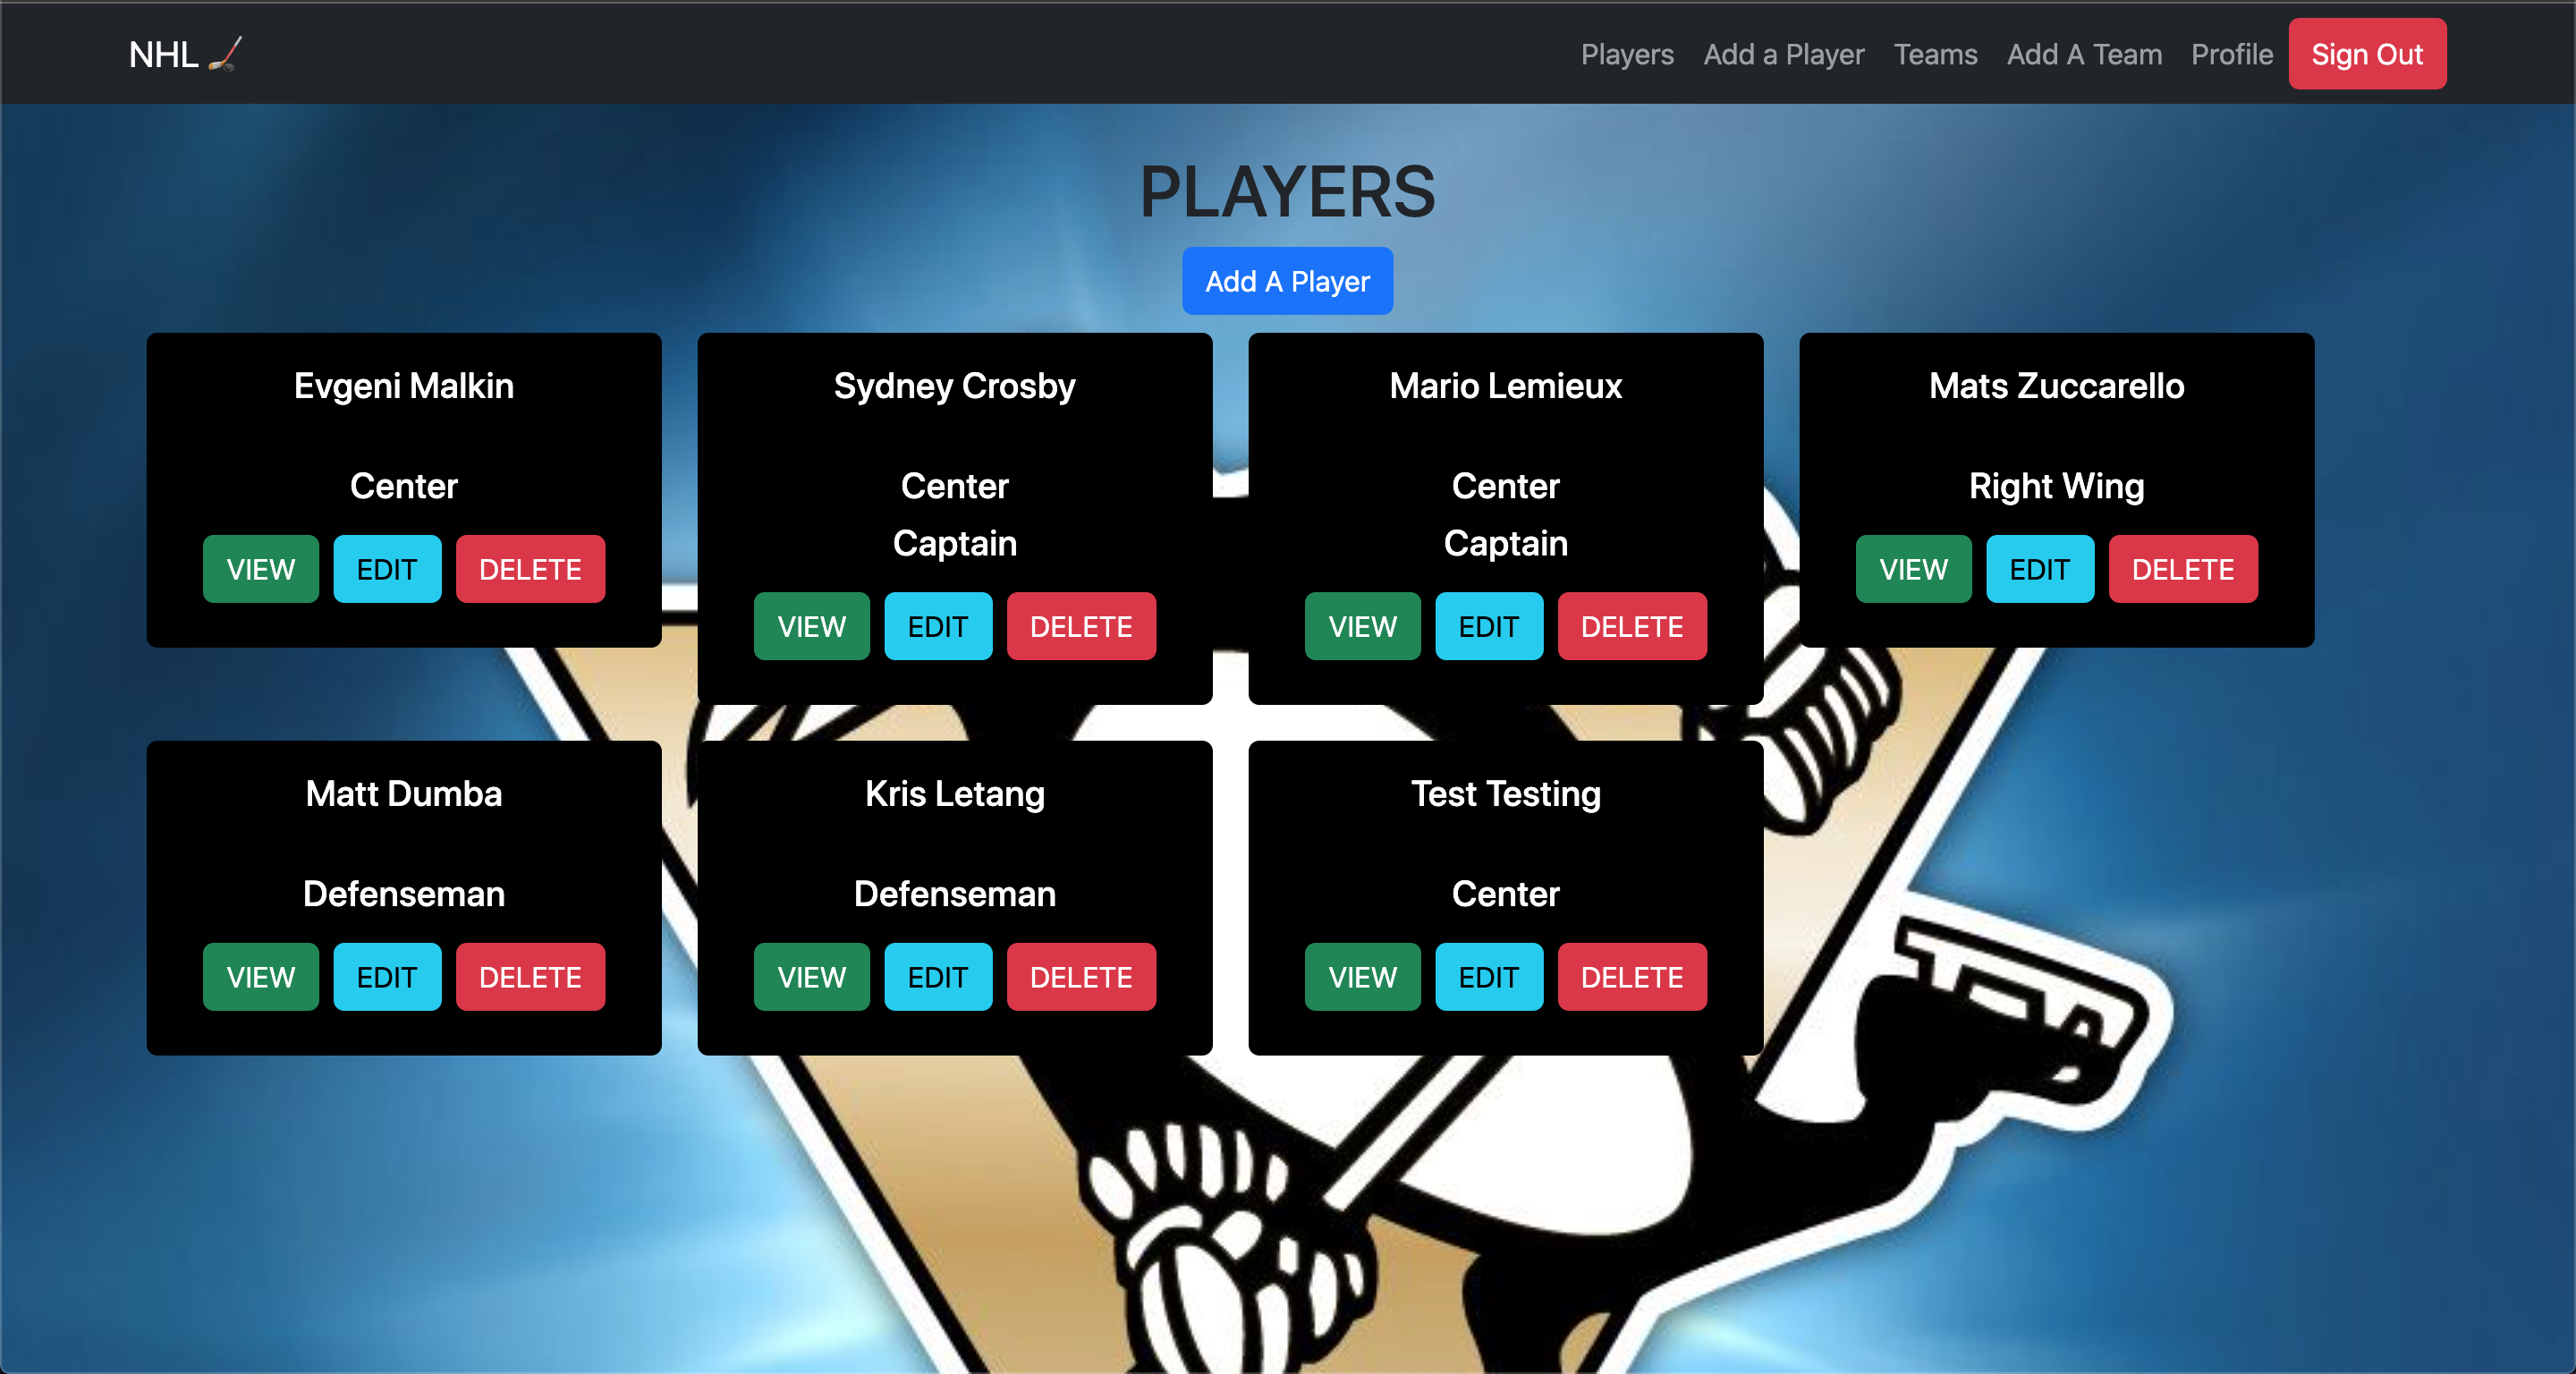 NHL 🏒
Players Add a Player Teams Add A Team Profile Sign Out
PLAYERS
Add A Player
Evgeni Malkin
Center
VIEW EDIT DELETE
Sydney Crosby
Center
Captain
VIEW EDIT DELETE
Mario Lemieux
Center
Captain
VIEW EDIT DELETE
Mats Zuccarello
Right Wing
VIEW EDIT DELETE
Matt Dumba
Defenseman
VIEW EDIT DELETE
Kris Letang
Defenseman
VIEW EDIT DELETE
Test Testing
Center
VIEW EDIT DELETE